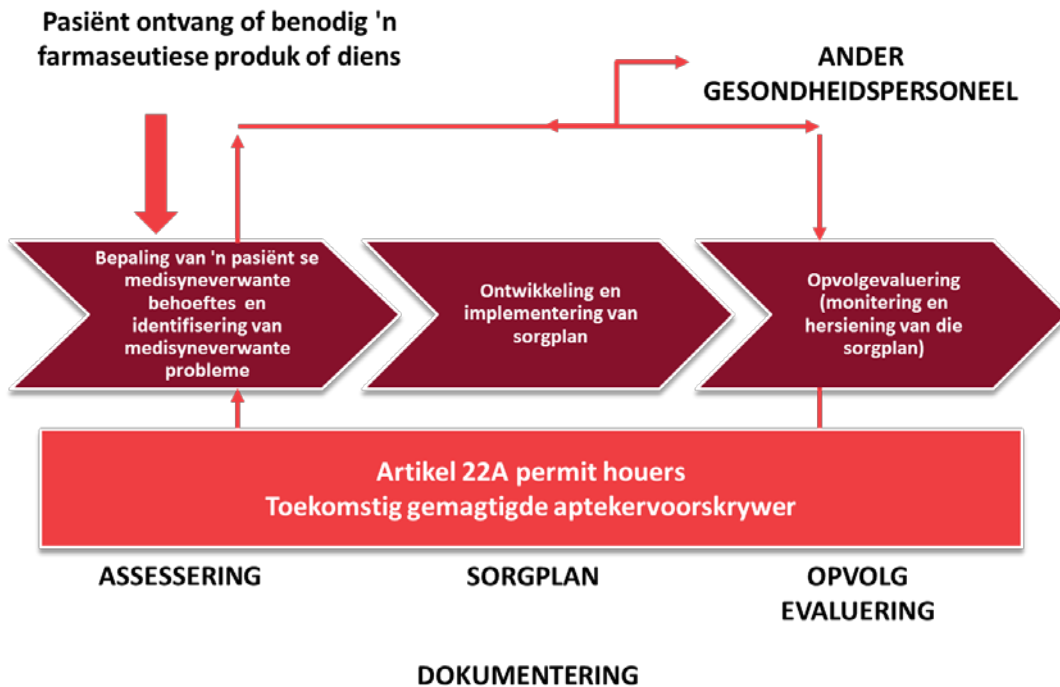 Pasiënt ontvang of benodig 'n
farmaseutiese produk of diens
ANDER
GESONDHEIDSPERSONEEL
Bepaling van 'n pasiënt se
medisyneverwante
behoeftes en
identifisering van
medisyneverwante
probleme
Ontwikkeling en
implementering van
sorgplan
Opvolgevaluering
(monitering en
hersiening van die
sorgplan)
Artikel 22A permit houers
Toekomstig gemagtigde aptekervoorskrywer
ASSESSERING
SORGPLAN
OPVOLG
EVALUERING
DOKUMENTERING